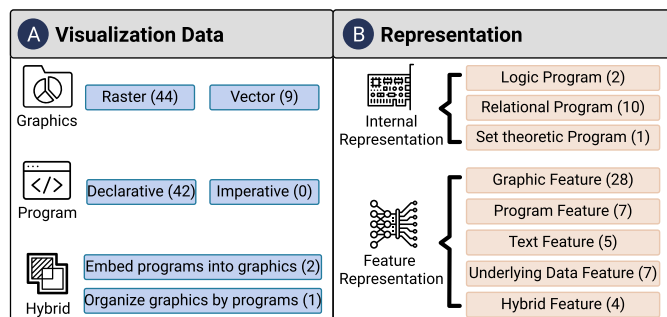 A Visualization Data
Graphics
Raster (44)
Vector (9)
</>
Program
Declarative (42)
Imperative (0)
Hybrid
Embed programs into graphics (2)
Organize graphics by programs (1)
B Representation
Internal
Representation
Logic Program (2)
Relational Program (10)
Set theoretic Program (1)
Feature
Representation
Graphic Feature (28)
Program Feature (7)
Text Feature (5)
Underlying Data Feature (7)
Hybrid Feature (4)